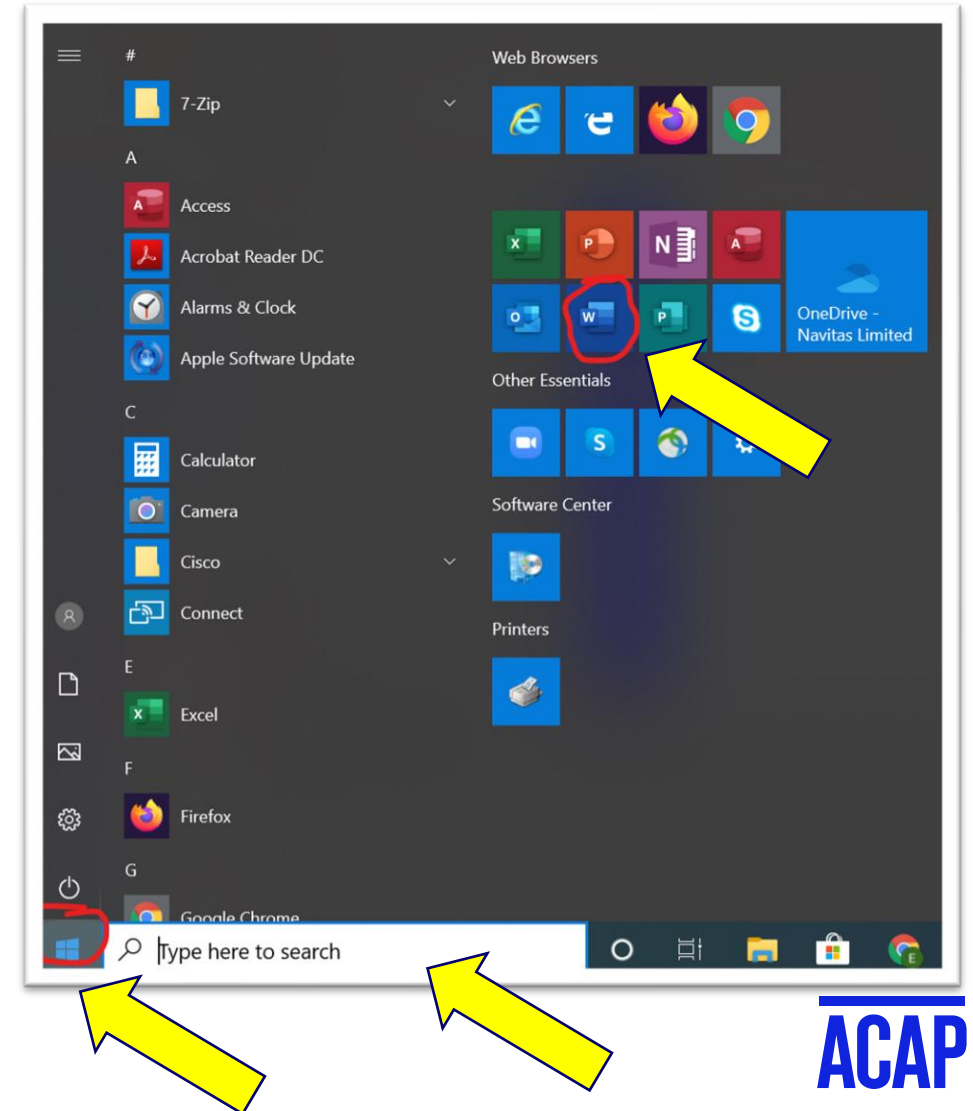 #
7-Zip
A
Access
Acrobat Reader DC
Alarms & Clock
Apple Software Update
C
Calculator
Camera
Cisco
Connect
E
Excel
F
Firefox
G
Google Chrome
Type here to search
Web Browsers
X
P
N
A
O
W
P
S
OneDrive -
Navitas Limited
Other Essentials
S
Software Center
Printers
E
ACAP